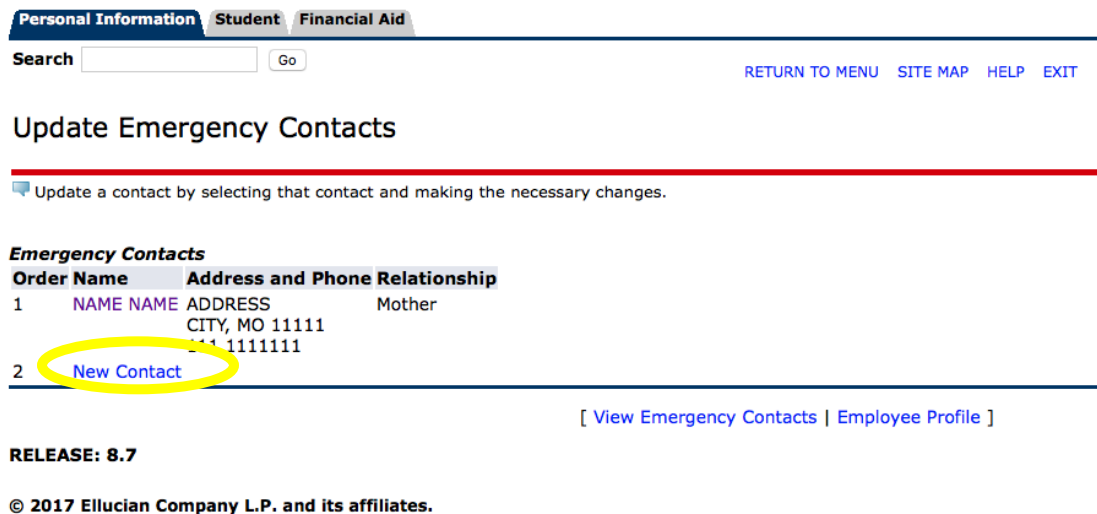 Personal Information Student Financial Aid
Search Go
RETURN TO MENU SITE MAP HELP EXIT
Update Emergency Contacts
Update a contact by selecting that contact and making the necessary changes.
Emergency Contacts
Order Name Address and Phone Relationship
1 NAME NAME ADDRESS Mother
CITY, MO 11111
111 1111111
2 New Contact
[ View Emergency Contacts | Employee Profile ]
RELEASE: 8.7
© 2017 Ellucian Company L.P. and its affiliates.